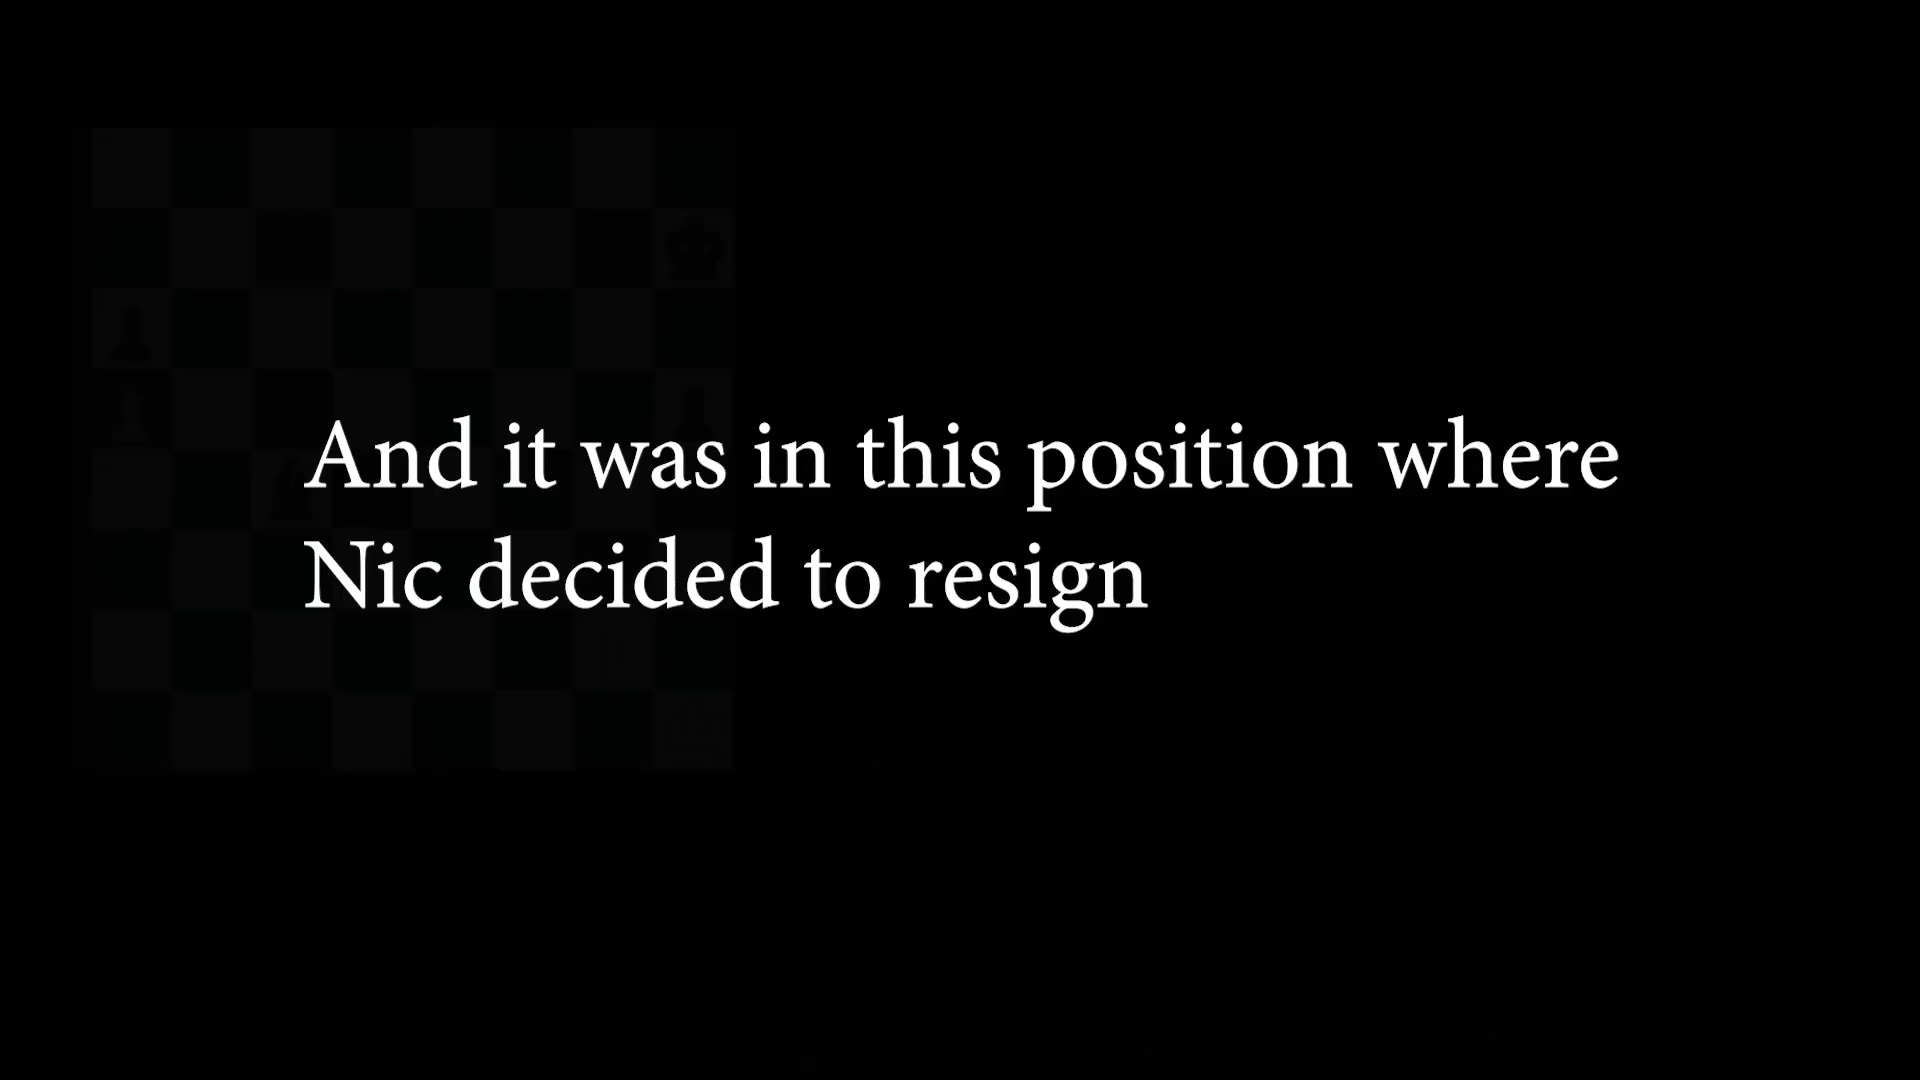 And it was in this position where
Nic decided to resign